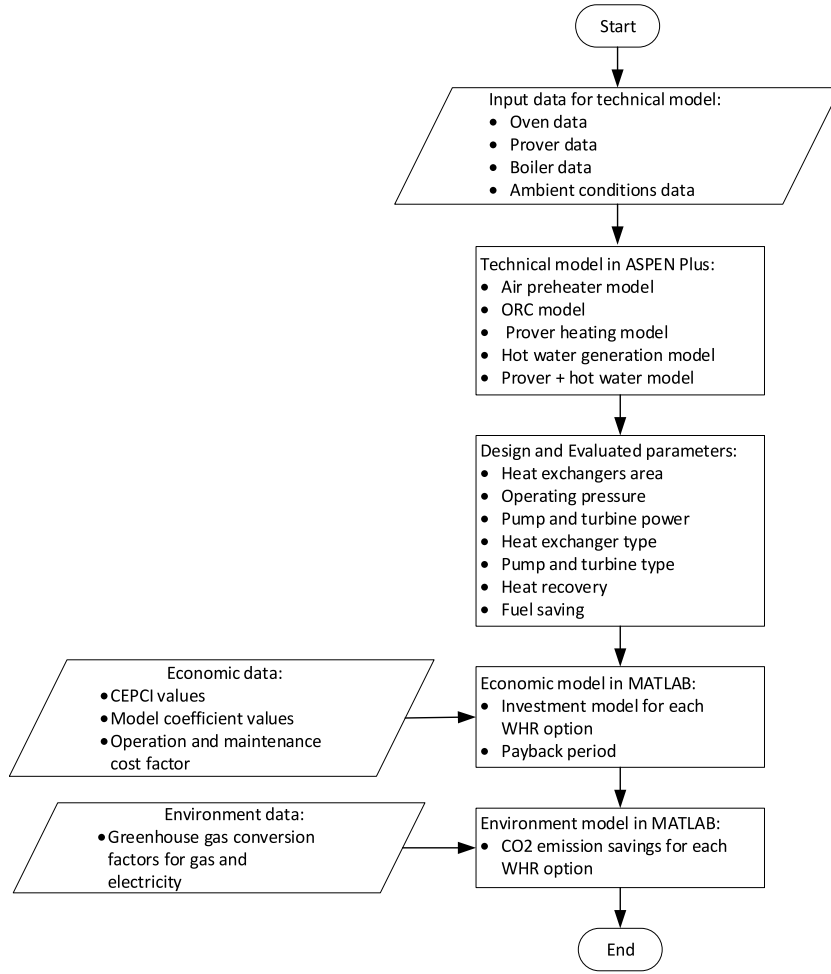 Start
Input data for technical model:
• Oven data
• Prover data
• Boiler data
• Ambient conditions data
Technical model in ASPEN Plus:
• Air preheater model
• ORC model
• Prover heating model
• Hot water generation model
• Prover + hot water model
Design and Evaluated parameters:
• Heat exchangers area
• Operating pressure
• Pump and turbine power
• Heat exchanger type
• Pump and turbine type
• Heat recovery
• Fuel saving
Economic data:
• CEPCI values
• Model coefficient values
• Operation and maintenance
cost factor
Economic model in MATLAB:
• Investment model for each
WHR option
• Payback period
Environment data:
• Greenhouse gas conversion
factors for gas and
electricity
Environment model in MATLAB:
• CO2 emission savings for each
WHR option
End